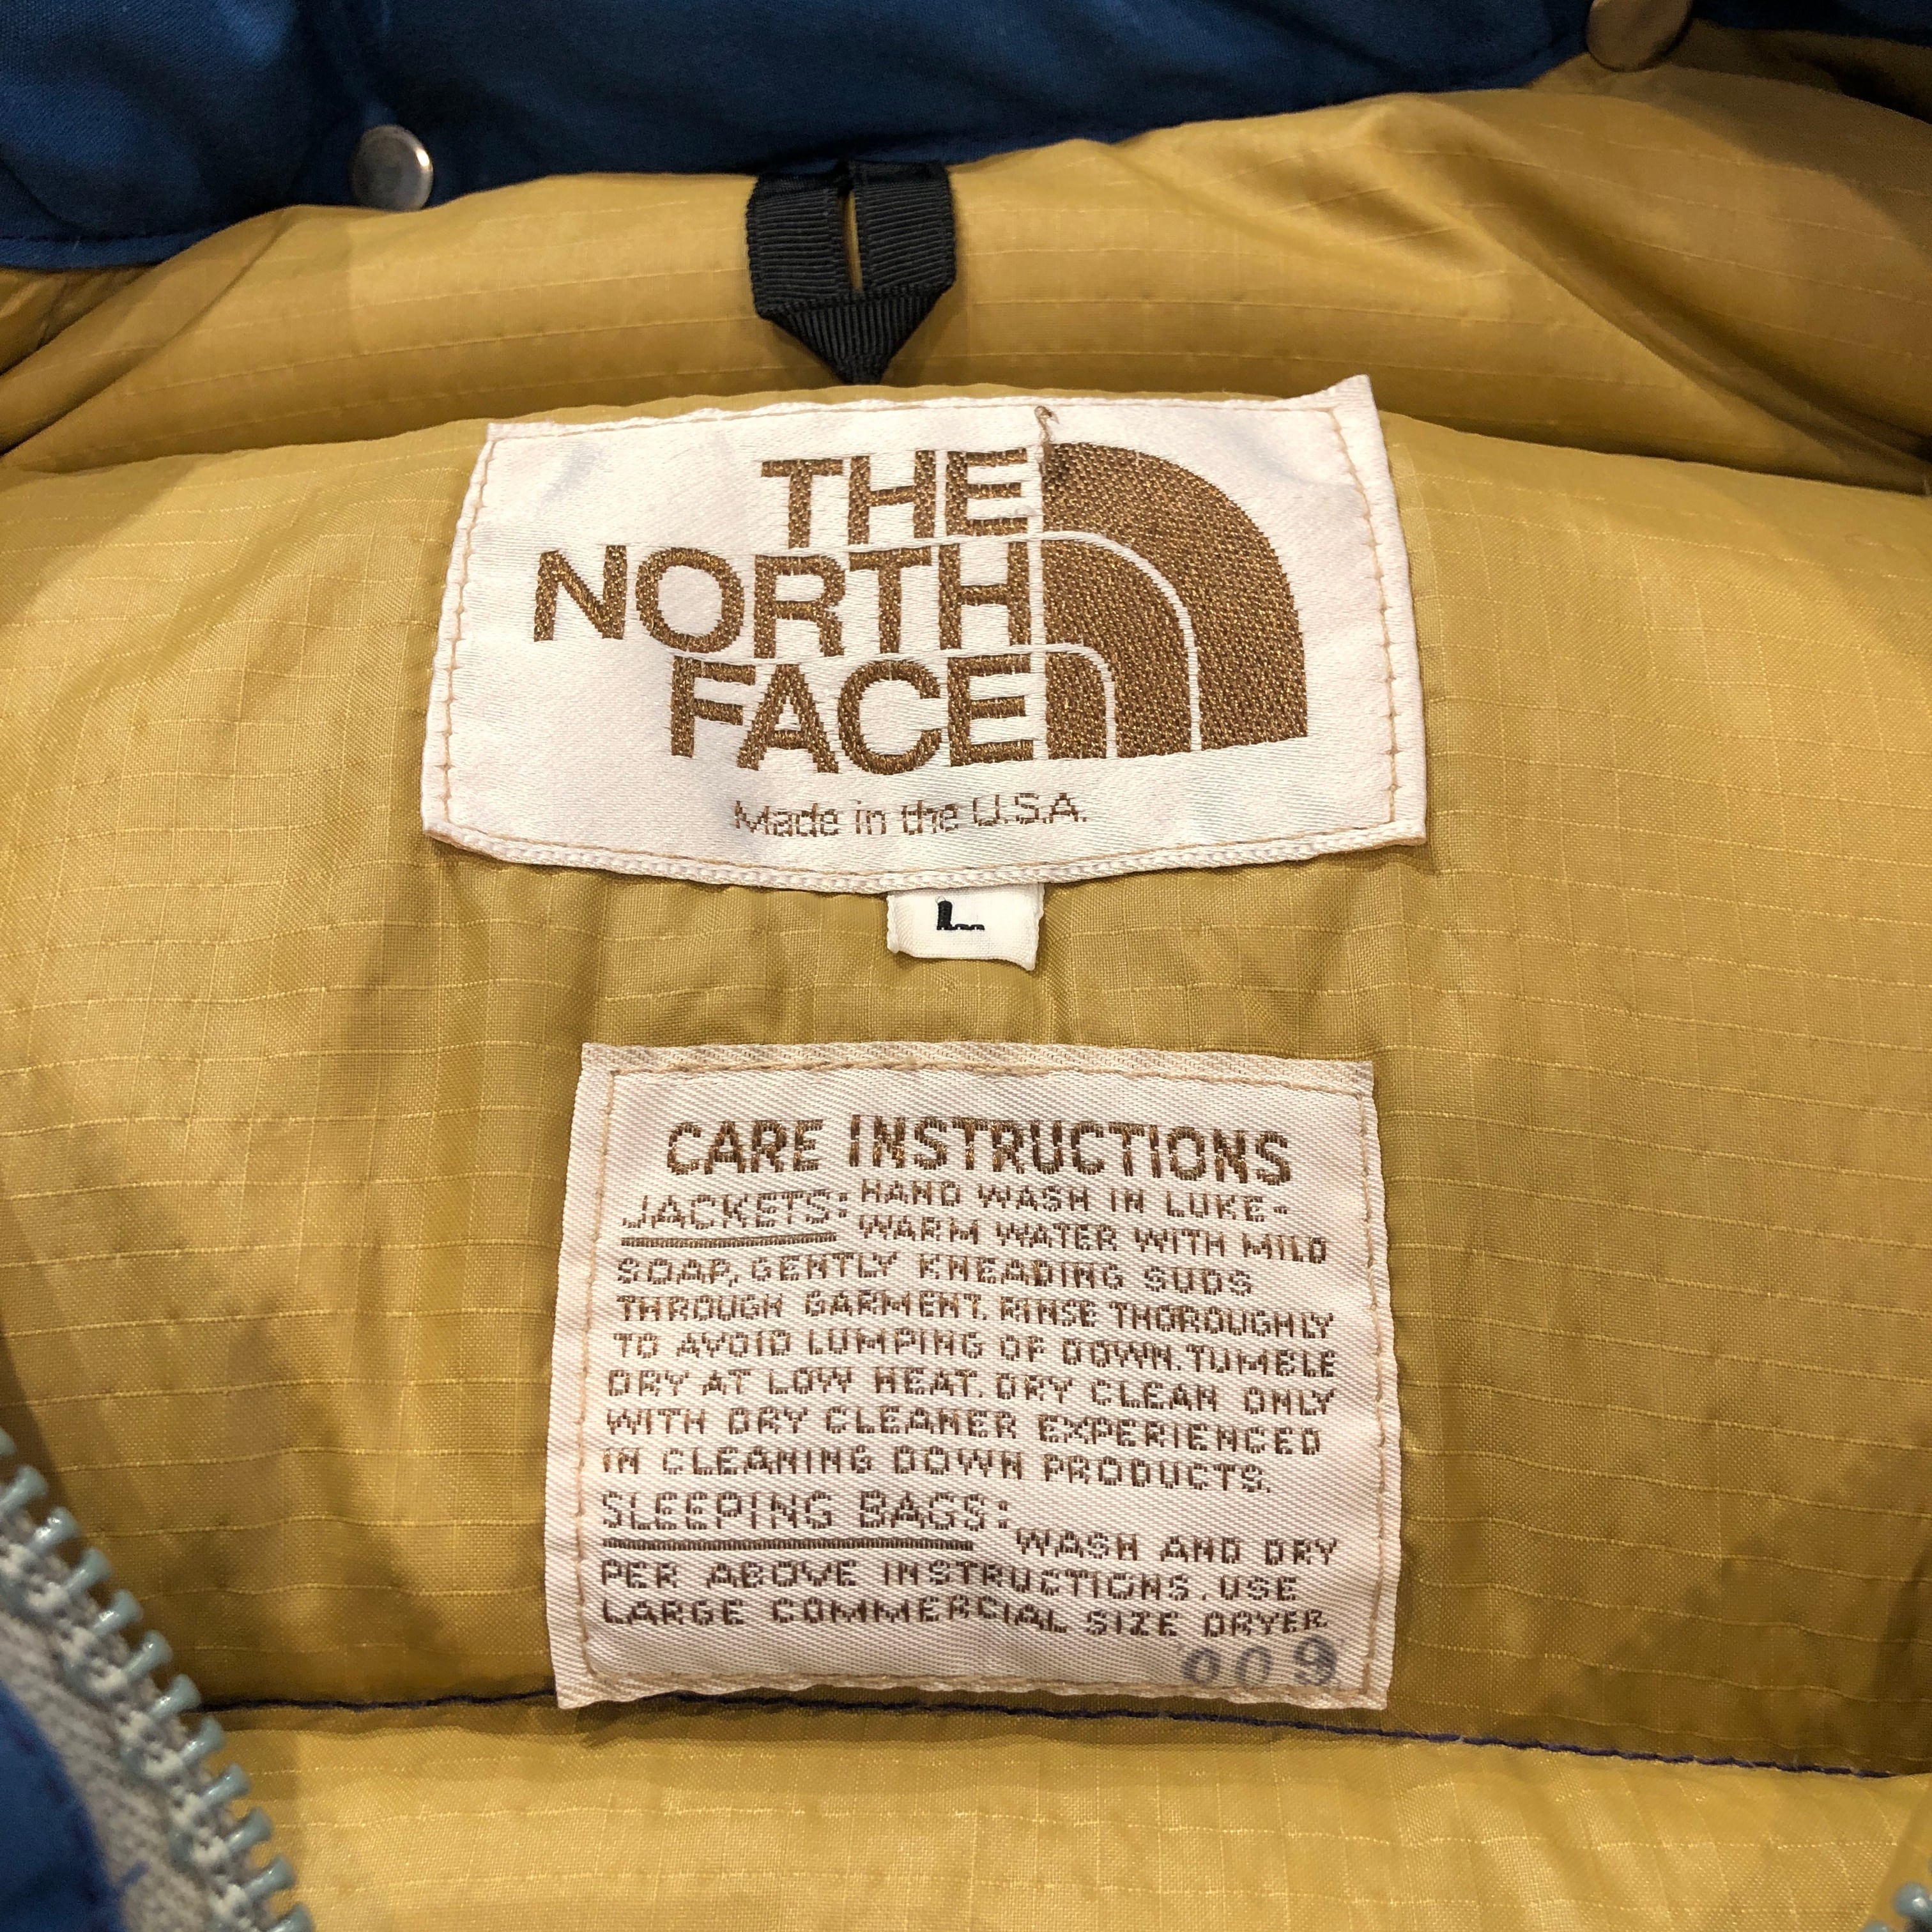 THE
NORTH
FACE
Made in the U.S.A.
L
CARE INSTRUCTIONS
JACKETS: HAND WASH IN LUKE-
WARM WATER WITH MILD
SOAP, GENTLY KNEADING SUDS
THROUGH GARMENT. RINSE THOROUGHLY
TO AVOID LUMPING OF DOWN. TUMBLE
DRY AT LOW HEAT. DRY CLEAN ONLY
WITH DRY CLEANER EXPERIENCED
IN CLEANING DOWN PRODUCTS.
SLEEPING BAGS: WASH AND DRY
PER ABOVE INSTRUCTIONS. USE
LARGE COMMERCIAL SIZE DRYER.
009